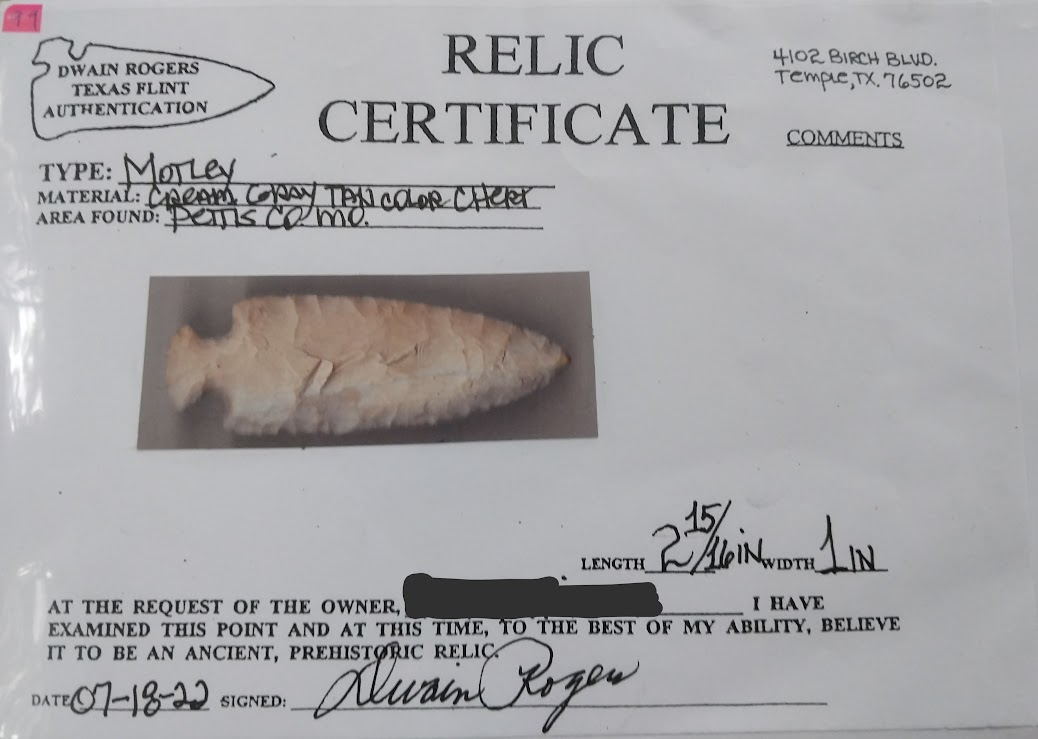 99
DWAIN ROGERS
TEXAS FLINT
AUTHENTICATION
RELIC
CERTIFICATE
4102 BIRCH BLVD.
Temple, TX. 76502
COMMENTS
TYPE: Motley
MATERIAL: CREAM GRAY TAN COLOR CHERT
AREA FOUND: Pettis Co. MO.
LENGTH 2 15/16 IN WIDTH 1 IN
AT THE REQUEST OF THE OWNER, I HAVE
EXAMINED THIS POINT AND AT THIS TIME, TO THE BEST OF MY ABILITY, BELIEVE
IT TO BE AN ANCIENT, PREHISTORIC RELIC.
DATE 07-18-22 SIGNED: Dwain Rogers